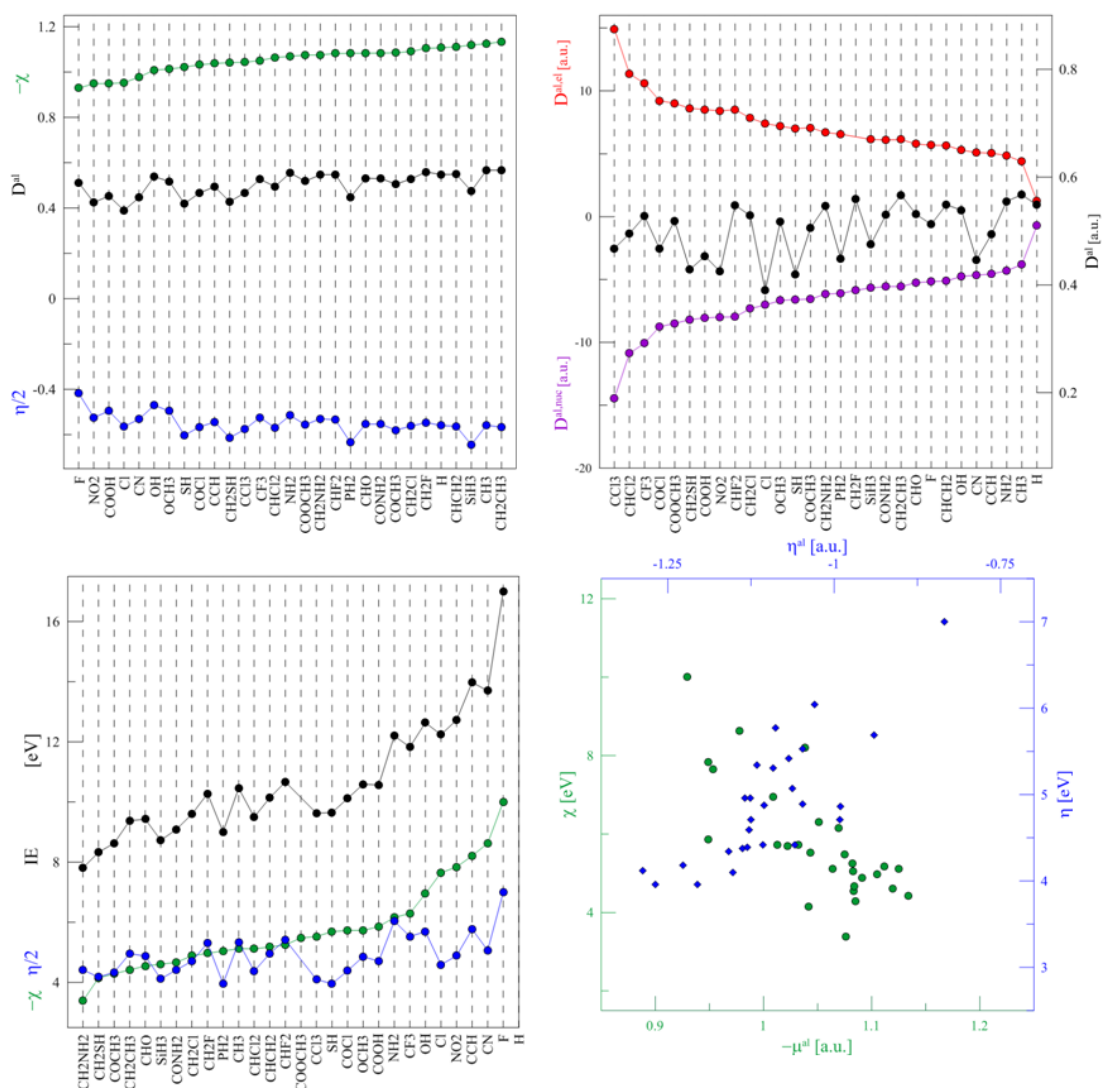 1.2
−χ
0.8
D^al
0.4
0
-0.4
η/2
F
NO2
COOH
Cl
CN
OH
OCH3
SH
COCl
CCH
CH2SH
CCl3
CF3
CHCl2
NH2
COOCH3
CH2NH2
CHF2
PH2
CHO
CONH2
COCH3
CH2Cl
CH2F
H
CHCH2
SiH3
CH3
CH2CH3
D^al,el [a.u.]
10
0
-10
D^al,nuc [a.u.]
-20
0.8
0.6
D^al [a.u.]
0.4
0.2
CCl3
CHCl2
CF3
COCl
COOCH3
CH2SH
COOH
NO2
CHF2
CH2Cl
Cl
OCH3
SH
COCH3
CH2NH2
PH2
CH2F
SiH3
CONH2
CH2CH3
CHO
F
CHCH2
OH
CN
CCH
NH2
CH3
H
16
[eV]
12
IE
8
η/2
4
−χ
CH2NH2
CH2SH
COCH3
CH2CH3
CHO
SiH3
CONH2
CH2Cl
CH2F
PH2
CH3
CHCl2
CHCH2
CHF2
COOCH3
CCl3
SH
COCl
OCH3
COOH
NH2
CF3
OH
Cl
NO2
CCH
CN
F
H
η^al [a.u.]
-1.25
-1
-0.75
12
χ [eV]
8
4
7
6
η [eV]
5
4
3
0.9
1
1.1
1.2
−μ^al [a.u.]